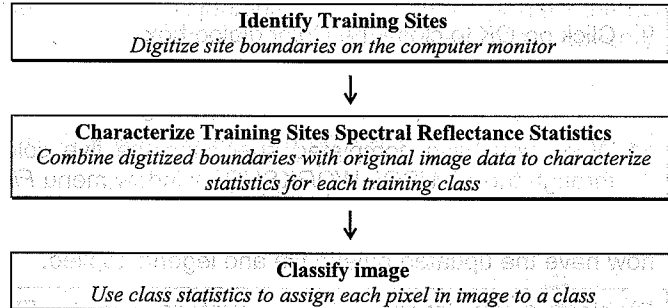 Identify Training Sites
Digitize site boundaries on the computer monitor
Characterize Training Sites Spectral Reflectance Statistics
Combine digitized boundaries with original image data to characterize
statistics for each training class
Classify image
Use class statistics to assign each pixel in image to a class